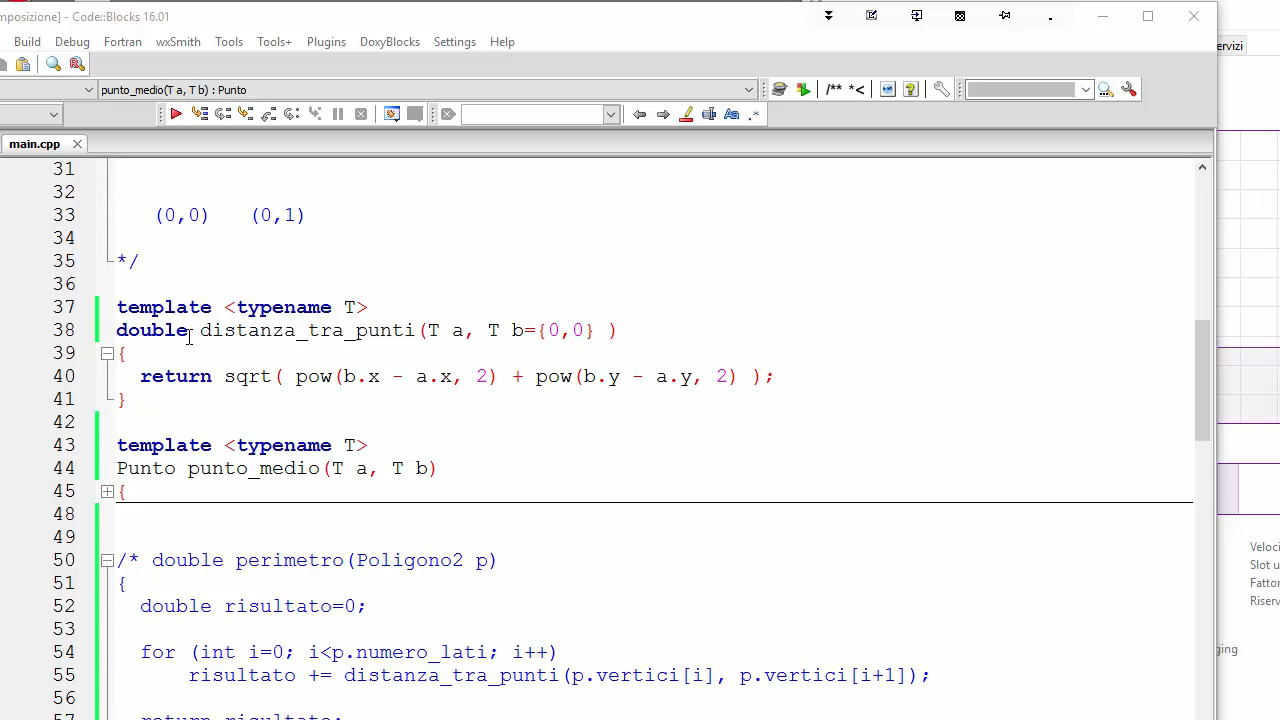 mposizione] - Code::Blocks 16.01
Build Debug Fortran wxSmith Tools Tools+ Plugins DoxyBlocks Settings Help
ervizi
punto_medio(T a, T b) : Punto
/** *<
main.cpp
31
32
33 (0,0) (0,1)
34
35 */
36
37 template <typename T>
38 double distanza_tra_punti(T a, T b={0,0} )
39 {
40 return sqrt( pow(b.x - a.x, 2) + pow(b.y - a.y, 2) );
41 }
42
43 template <typename T>
44 Punto punto_medio(T a, T b)
45 {
48
49
50 /* double perimetro(Poligono2 p)
51 {
52 double risultato=0;
53
54 for (int i=0; i<p.numero_lati; i++)
55 risultato += distanza_tra_punti(p.vertici[i], p.vertici[i+1]);
56
57 return risultato;
Veloci
Slot u
Fattor
Riserv
ging